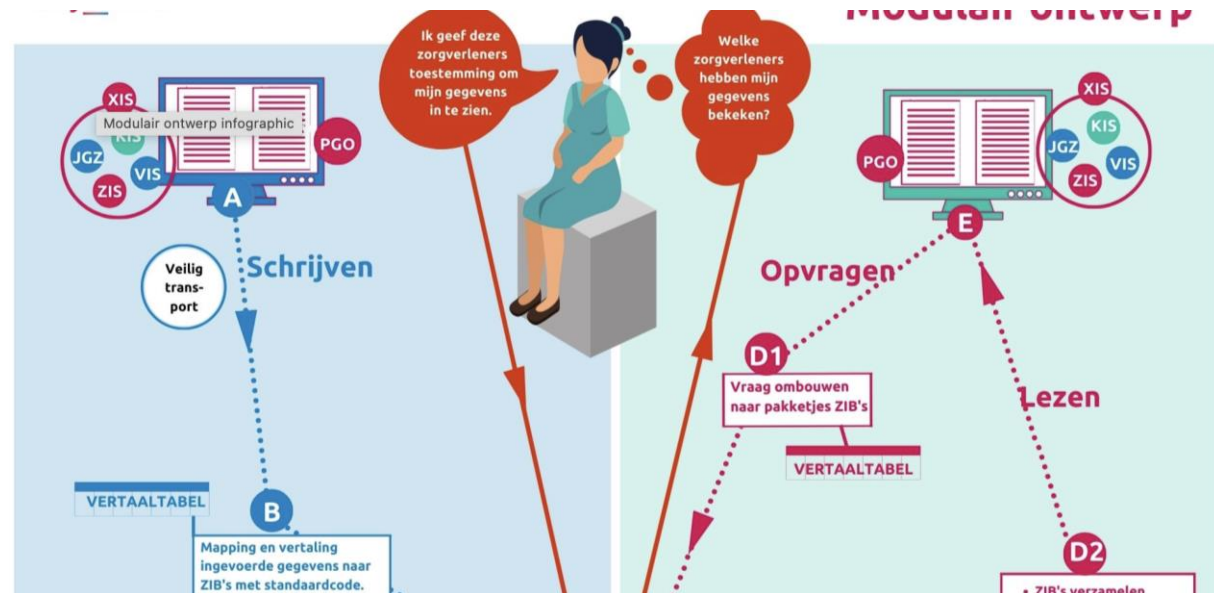 Modulair ontwerp
Ik geef deze
zorgverleners
toestemming om
mijn gegevens
in te zien.
Welke
zorgverleners
hebben mijn
gegevens
bekeken?
XIS
Modulair ontwerp infographic
KIS
JGZ
VIS
ZIS
PGO
A
Veilig
trans-
port
Schrijven
VERTAALTABEL
B
Mapping en vertaling
ingevoerde gegevens naar
ZIB's met standaardcode.
PGO
XIS
KIS
JGZ
VIS
ZIS
E
Opvragen
D1
Vraag ombouwen
naar pakketjes ZIB's
VERTAALTABEL
Lezen
D2
• ZIB's verzamelen